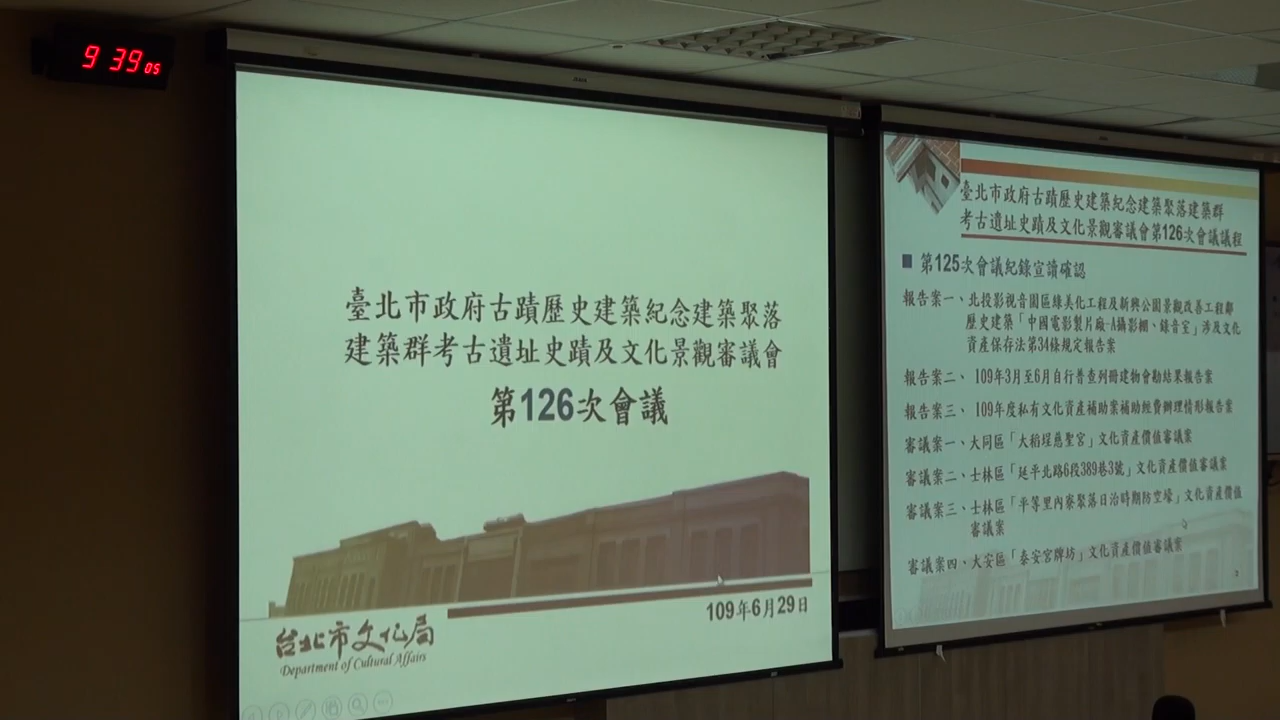 9 39 05
臺北市政府古蹟歷史建築紀念建築聚落
建築群考古遺址史蹟及文化景觀審議會
第126次會議
109年6月29日
台北市文化局
Department of Cultural Affairs
臺北市政府古蹟歷史建築紀念建築聚落建築群
考古遺址史蹟及文化景觀審議會第126次會議議程
■ 第125次會議紀錄宣讀確認
報告案一、北投影視音園區綠美化工程及新興公園景觀改善工程鄰
歷史建築「中國電影製片廠-A攝影棚、錄音室」涉及文化
資產保存法第34條規定報告案
報告案二、109年3月至6月自行普查列冊建物會勘結果報告案
報告案三、109年度私有文化資產補助案補助經費辦理情形報告案
審議案一、大同區「大稻埕慈聖宮」文化資產價值審議案
審議案二、士林區「延平北路6段389巷3號」文化資產價值審議案
審議案三、士林區「平等里內寮聚落日治時期防空壕」文化資產價值
審議案
審議案四、大安區「泰安宮牌坊」文化資產價值審議案
2